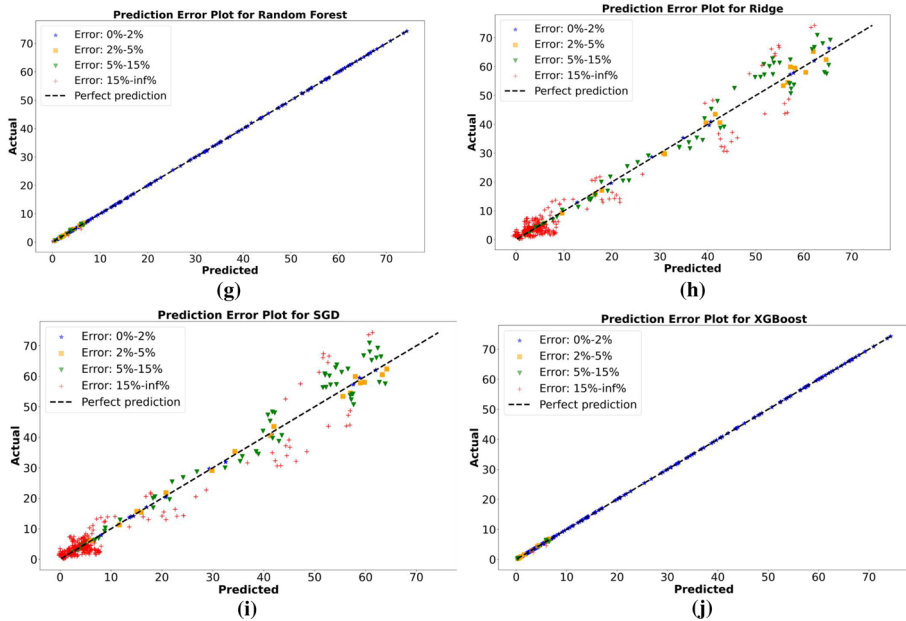 Prediction Error Plot for Random Forest
Error: 0%-2%
Error: 2%-5%
Error: 5%-15%
Error: 15%-inf%
Perfect prediction
Actual
70
60
50
40
30
20
10
0
0 10 20 30 40 50 60 70
Predicted
(g)
Prediction Error Plot for Ridge
Error: 0%-2%
Error: 2%-5%
Error: 5%-15%
Error: 15%-inf%
Perfect prediction
Actual
70
60
50
40
30
20
10
0
0 10 20 30 40 50 60 70
Predicted
(h)
Prediction Error Plot for SGD
Error: 0%-2%
Error: 2%-5%
Error: 5%-15%
Error: 15%-inf%
Perfect prediction
Actual
70
60
50
40
30
20
10
0
0 10 20 30 40 50 60 70
Predicted
(i)
Prediction Error Plot for XGBoost
Error: 0%-2%
Error: 2%-5%
Error: 5%-15%
Error: 15%-inf%
Perfect prediction
Actual
70
60
50
40
30
20
10
0
0 10 20 30 40 50 60 70
Predicted
(j)